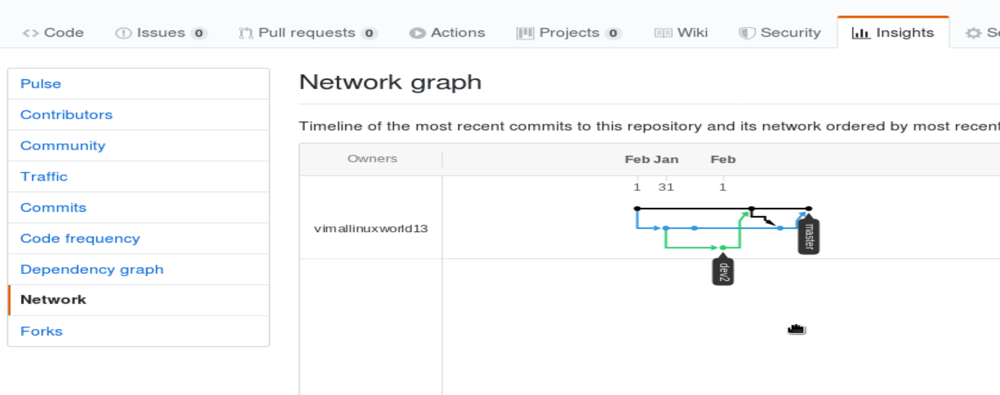 Code Issues 0 Pull requests 0 Actions Projects 0 Wiki Security Insights
Pulse
Contributors
Community
Traffic
Commits
Code frequency
Dependency graph
Network
Forks
Network graph
Timeline of the most recent commits to this repository and its network ordered by most recent
Owners Feb Jan Feb
1 31 1
vimallinuxworld13
master
dev2